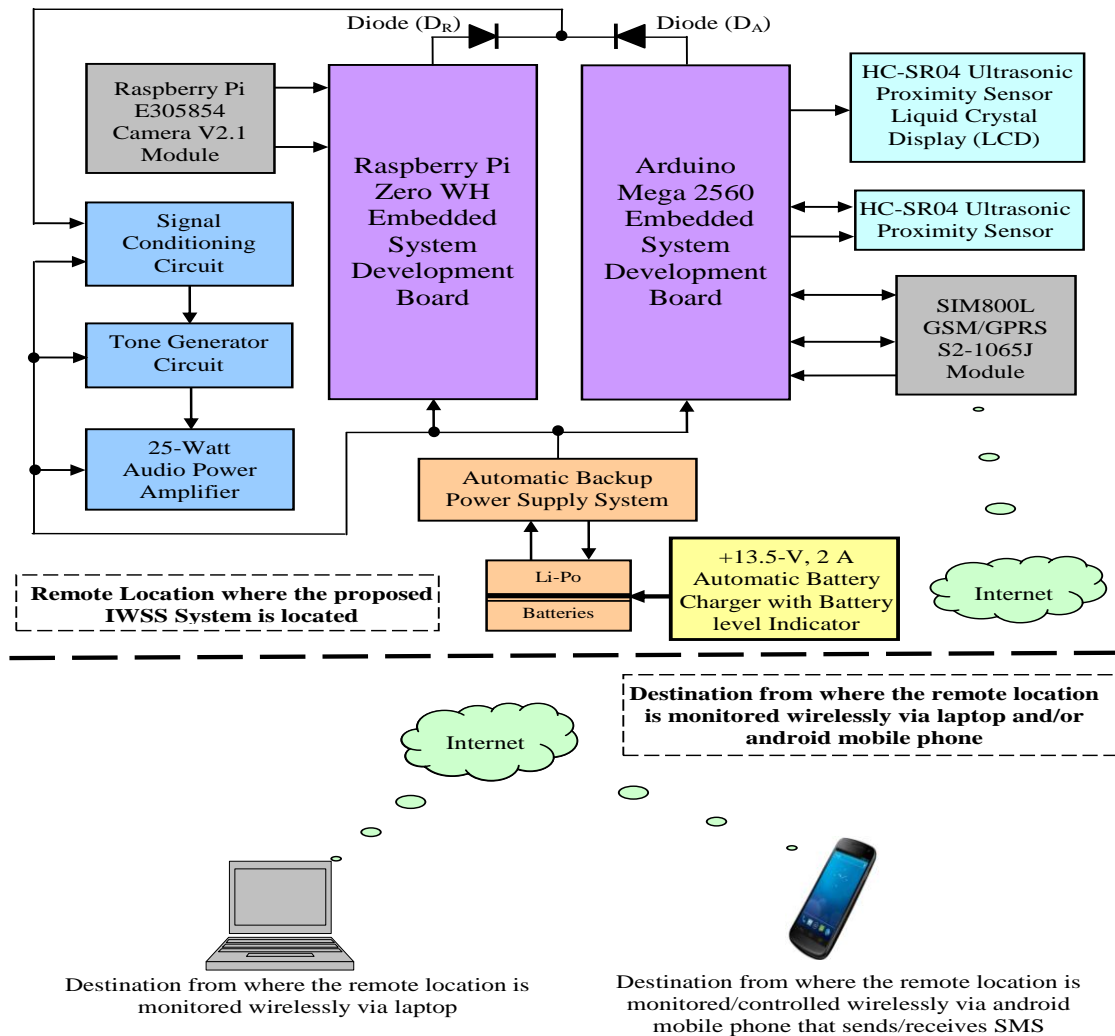 Diode (DR)
Diode (DA)
Raspberry Pi
E305854
Camera V2.1
Module
Raspberry Pi
Zero WH
Embedded
System
Development
Board
Arduino
Mega 2560
Embedded
System
Development
Board
HC-SR04 Ultrasonic
Proximity Sensor
Liquid Crystal
Display (LCD)
HC-SR04 Ultrasonic
Proximity Sensor
SIM800L
GSM/GPRS
S2-1065J
Module
Signal
Conditioning
Circuit
Tone Generator
Circuit
25-Watt
Audio Power
Amplifier
Automatic Backup
Power Supply System
Li-Po
Batteries
+13.5-V, 2 A
Automatic Battery
Charger with Battery
level Indicator
Internet
Remote Location where the proposed
IWSS System is located
Destination from where the remote location
is monitored wirelessly via laptop and/or
android mobile phone
Internet
Destination from where the remote location is
monitored wirelessly via laptop
Destination from where the remote location is
monitored/controlled wirelessly via android
mobile phone that sends/receives SMS